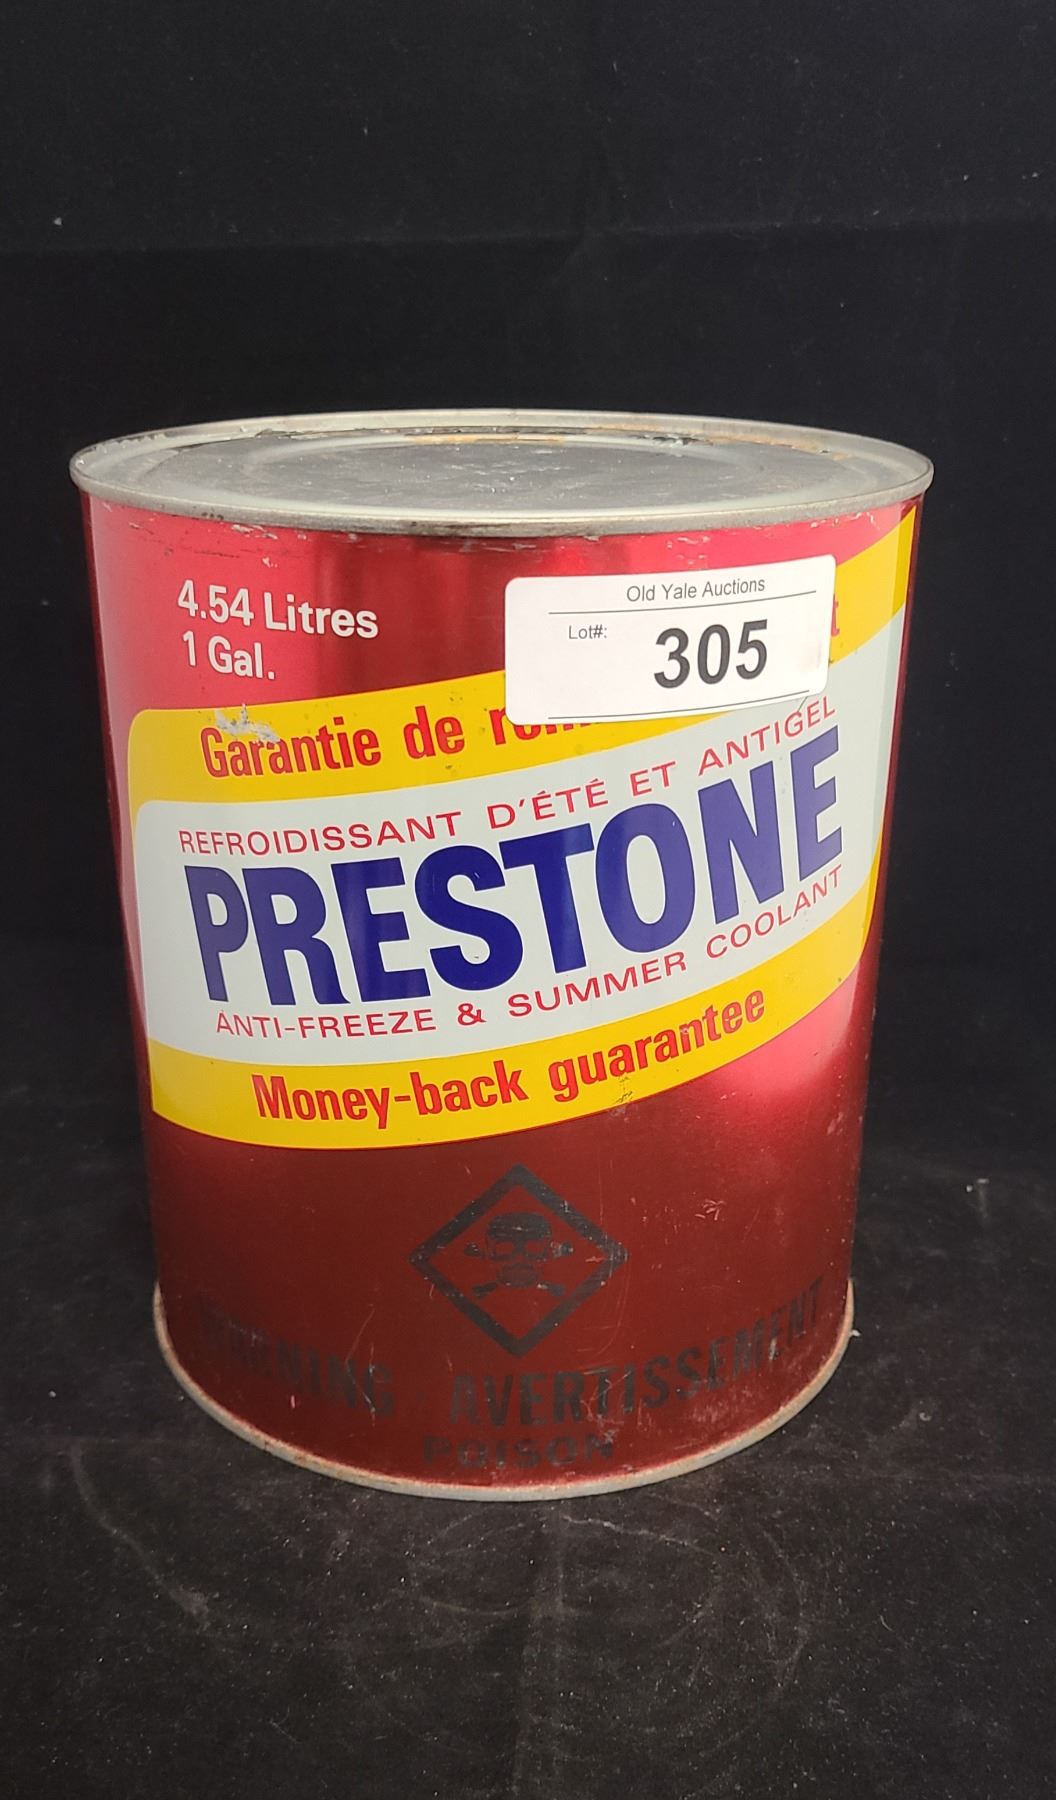 4.54 Litres
1 Gal.
Old Yale Auctions
Lot#:
305
Garantie de
REFROIDISSANT D'ÉTÉ ET ANTIGEL
PRESTONE
ANTI-FREEZE & SUMMER COOLANT
Money-back guarantee
WARNING AVERTISSEMENT
POISON